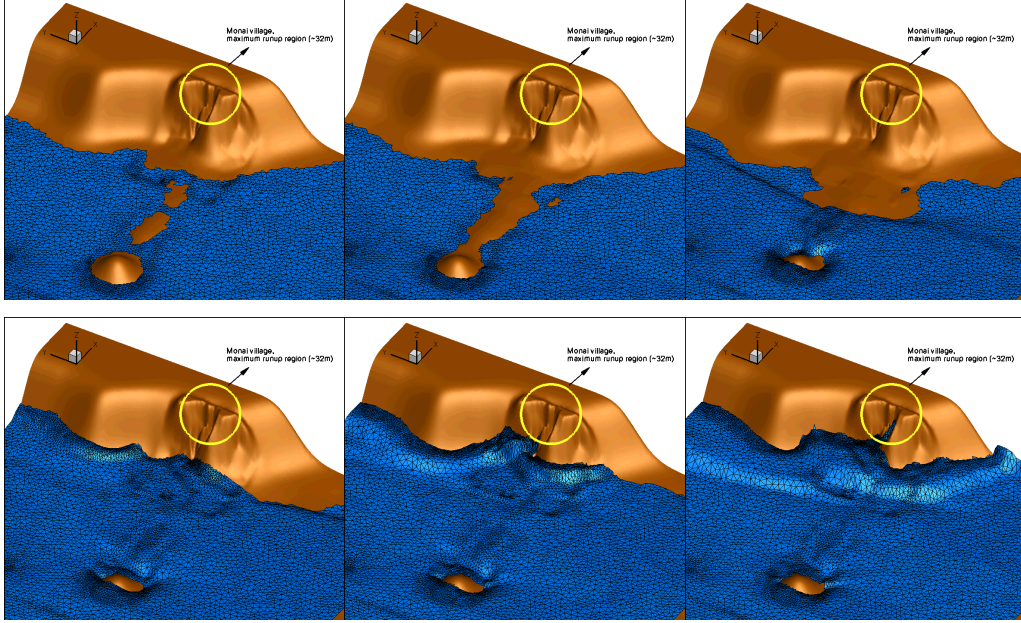 Z
Y
X
Monai village,
maximum runup region (~32m)
Z
Y
X
Monai village,
maximum runup region (~32m)
Z
Y
X
Monai village,
maximum runup region (~32m)
Z
Y
X
Monai village,
maximum runup region (~32m)
Z
Y
X
Monai village,
maximum runup region (~32m)
Z
Y
X
Monai village,
maximum runup region (~32m)